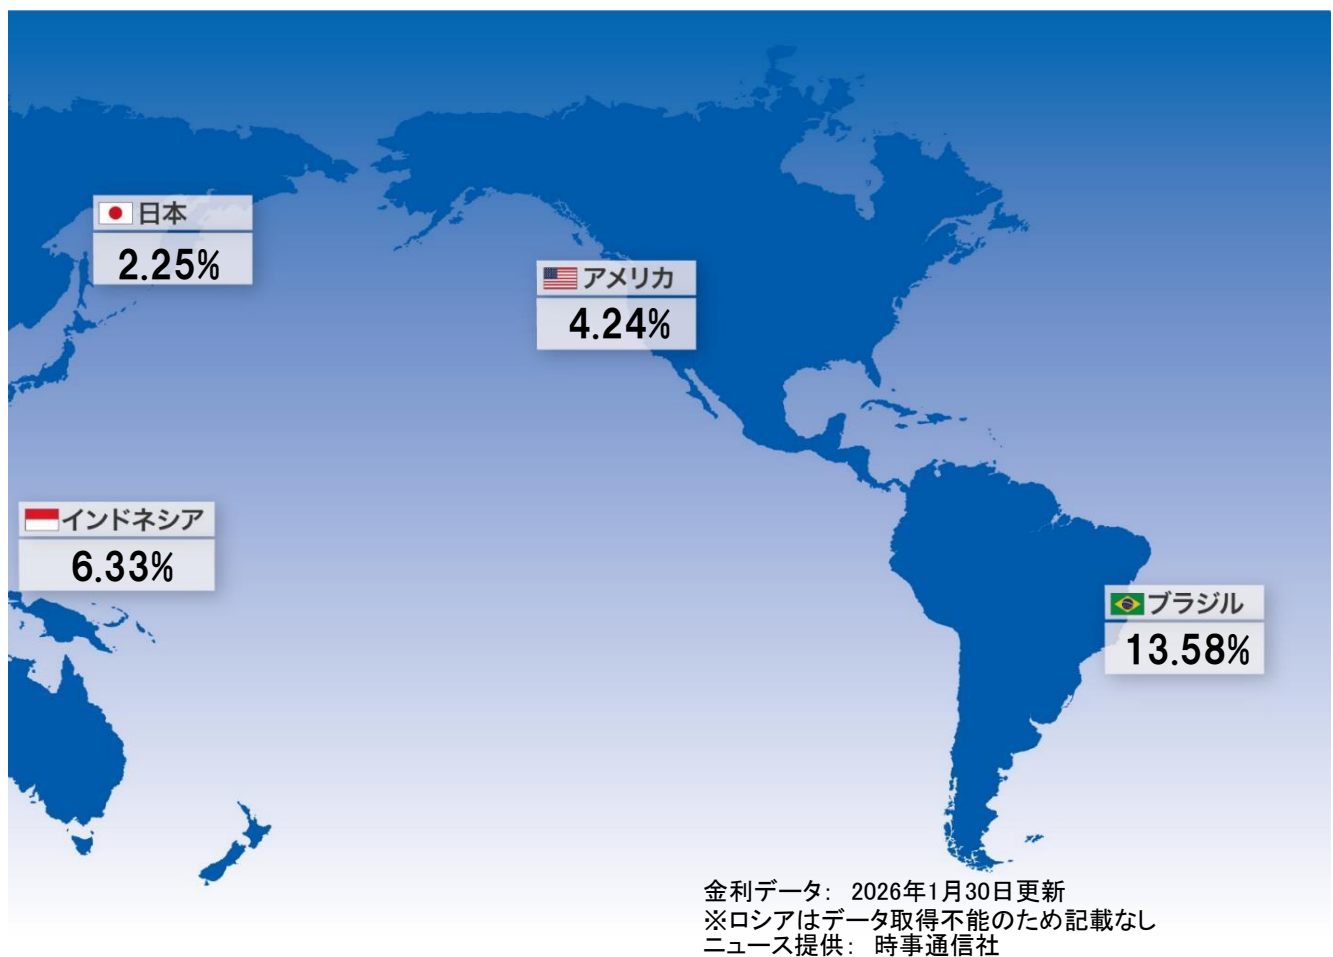 日本
2.25%
アメリカ
4.24%
インドネシア
6.33%
ブラジル
13.58%
金利データ: 2026年1月30日更新
※ロシアはデータ取得不能のため記載なし
ニュース提供: 時事通信社